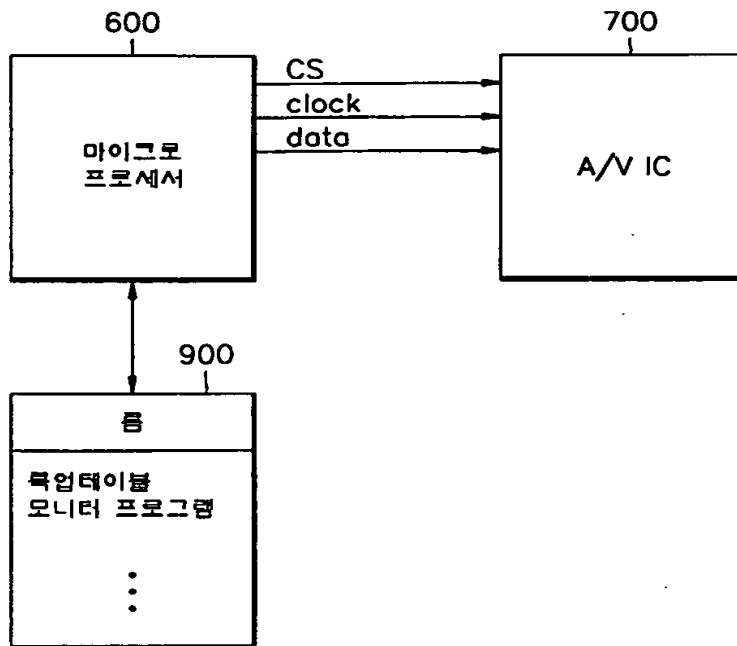 600
700
CS
clock
data
마이크로
프로세서
A/V IC
900
롬
룩업테이블
모니터 프로그램